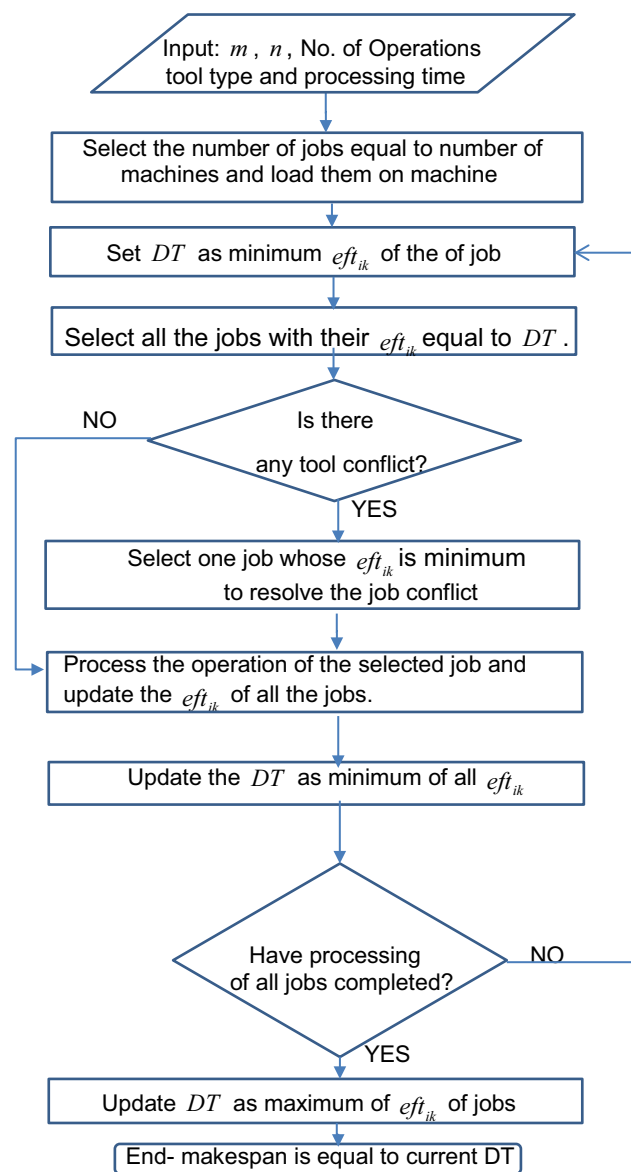 Input: m , n, No. of Operations
tool type and processing time
Select the number of jobs equal to number of
machines and load them on machine
Set DT as minimum eft_ik of the of job
Select all the jobs with their eft_ik equal to DT .
NO
Is there
any tool conflict?
YES
Select one job whose eft_ik is minimum
to resolve the job conflict
Process the operation of the selected job and
update the eft_ik of all the jobs.
Update the DT as minimum of all eft_ik
Have processing
of all jobs completed?
NO
YES
Update DT as maximum of eft_ik of jobs
End- makespan is equal to current DT